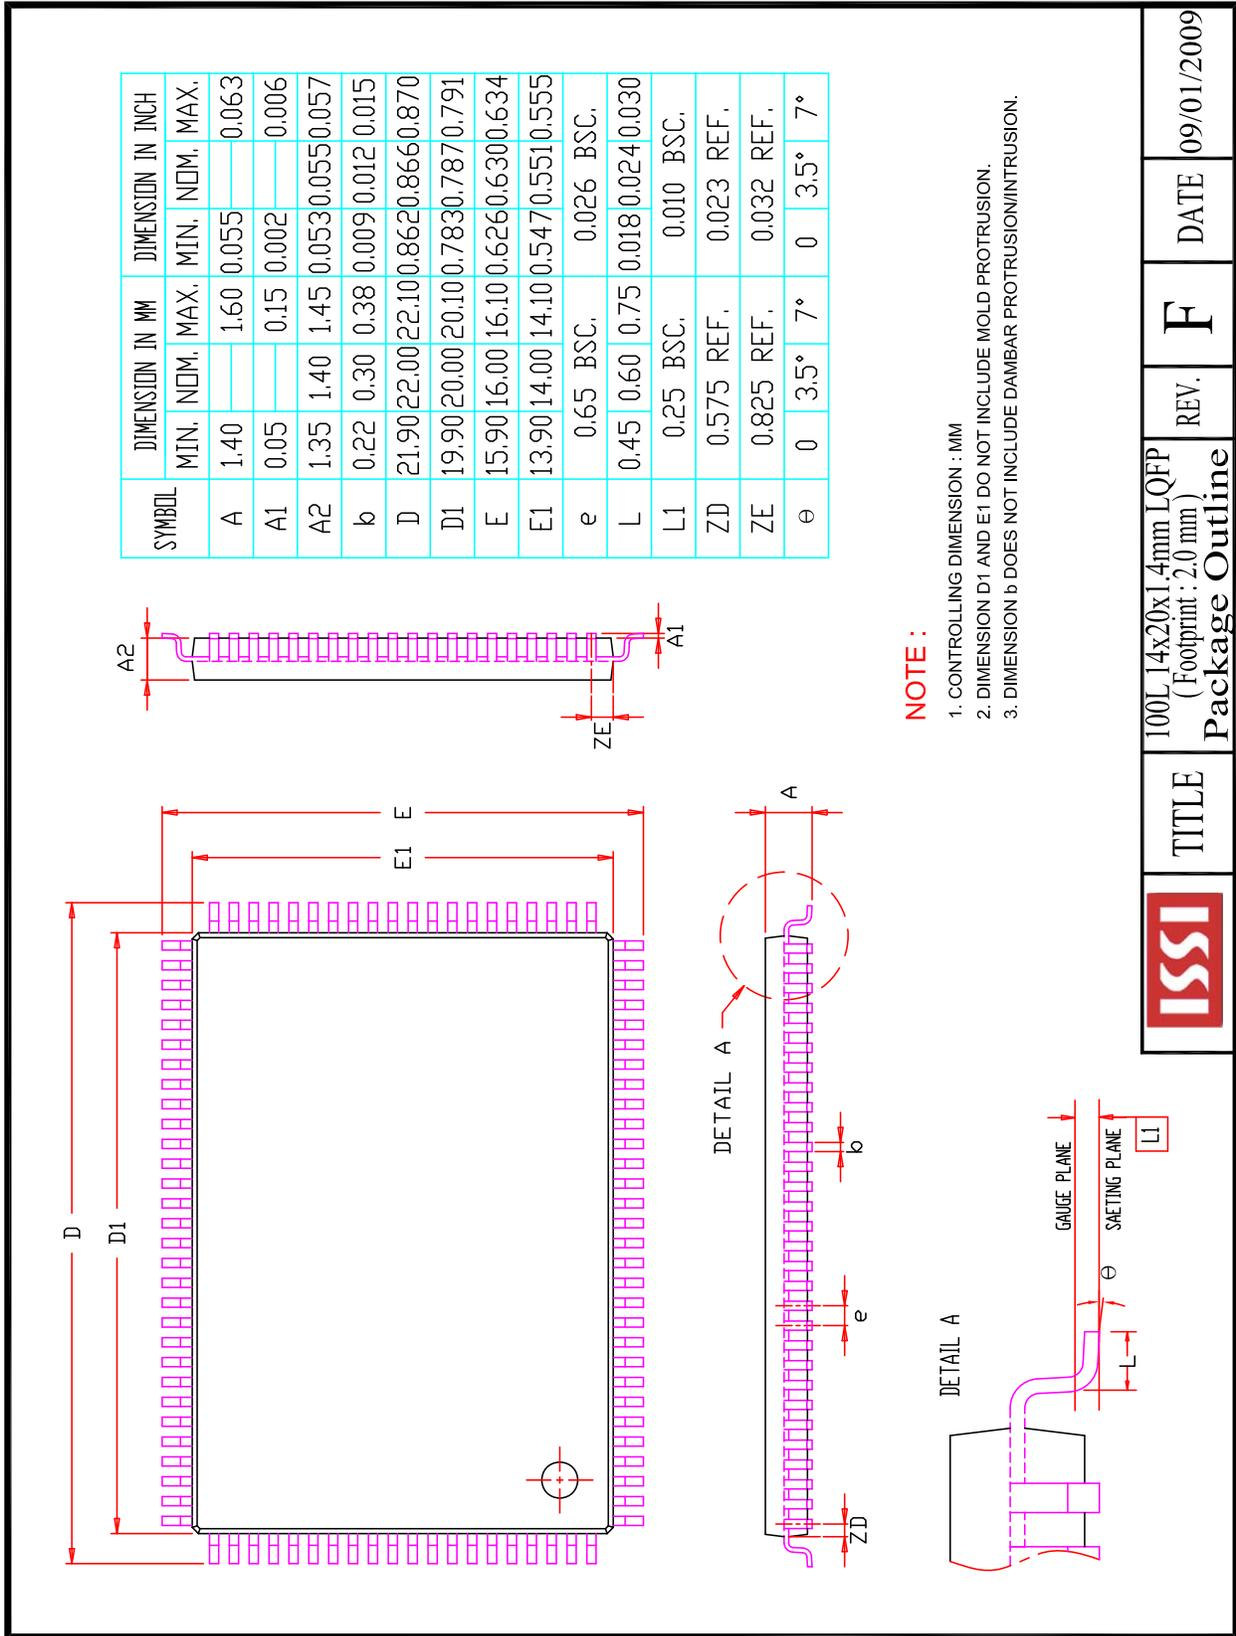 SYMBOL DIMENSION IN MM DIMENSION IN INCH
MIN. NOM. MAX. MIN. NOM. MAX.
A 1.40 1.60 0.055 0.063
A1 0.05 0.15 0.002 0.006
A2 1.35 1.40 1.45 0.053 0.055 0.057
b 0.22 0.30 0.38 0.009 0.012 0.015
D 21.90 22.00 22.10 0.862 0.866 0.870
D1 19.90 20.00 20.10 0.783 0.787 0.791
E 15.90 16.00 16.10 0.626 0.630 0.634
E1 13.90 14.00 14.10 0.547 0.551 0.555
e 0.65 BSC. 0.026 BSC.
L 0.45 0.60 0.75 0.018 0.024 0.030
L1 0.25 BSC. 0.010 BSC.
ZD 0.575 REF. 0.023 REF.
ZE 0.825 REF. 0.032 REF.
θ 0 3.5° 7° 0 3.5° 7°
D
D1
E
E1
A2
A1
ZE
A
DETAIL A
b
e
ZD
DETAIL A
GAUGE PLANE
SAETING PLANE
L1
θ
L
NOTE :
1. CONTROLLING DIMENSION : MM
2. DIMENSION D1 AND E1 DO NOT INCLUDE MOLD PROTRUSION.
3. DIMENSION b DOES NOT INCLUDE DAMBAR PROTRUSION/INTRUSION.
ISSI
TITLE
100L 14x20x1.4mm LQFP
( Footprint : 2.0 mm )
Package Outline
REV.
F
DATE
09/01/2009